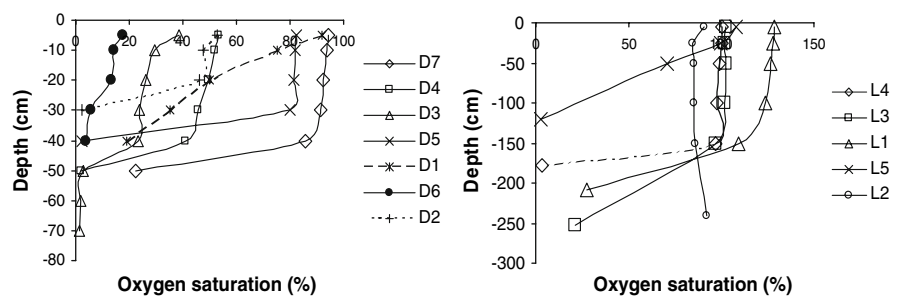 0 20 40 60 80 100
0
-10
-20
-30
-40
-50
-60
-70
-80
Depth (cm)
Oxygen saturation (%)
D7
D4
D3
D5
D1
D6
D2
0 50 100 150
0
-50
-100
-150
-200
-250
-300
Depth (cm)
Oxygen saturation (%)
L4
L3
L1
L5
L2